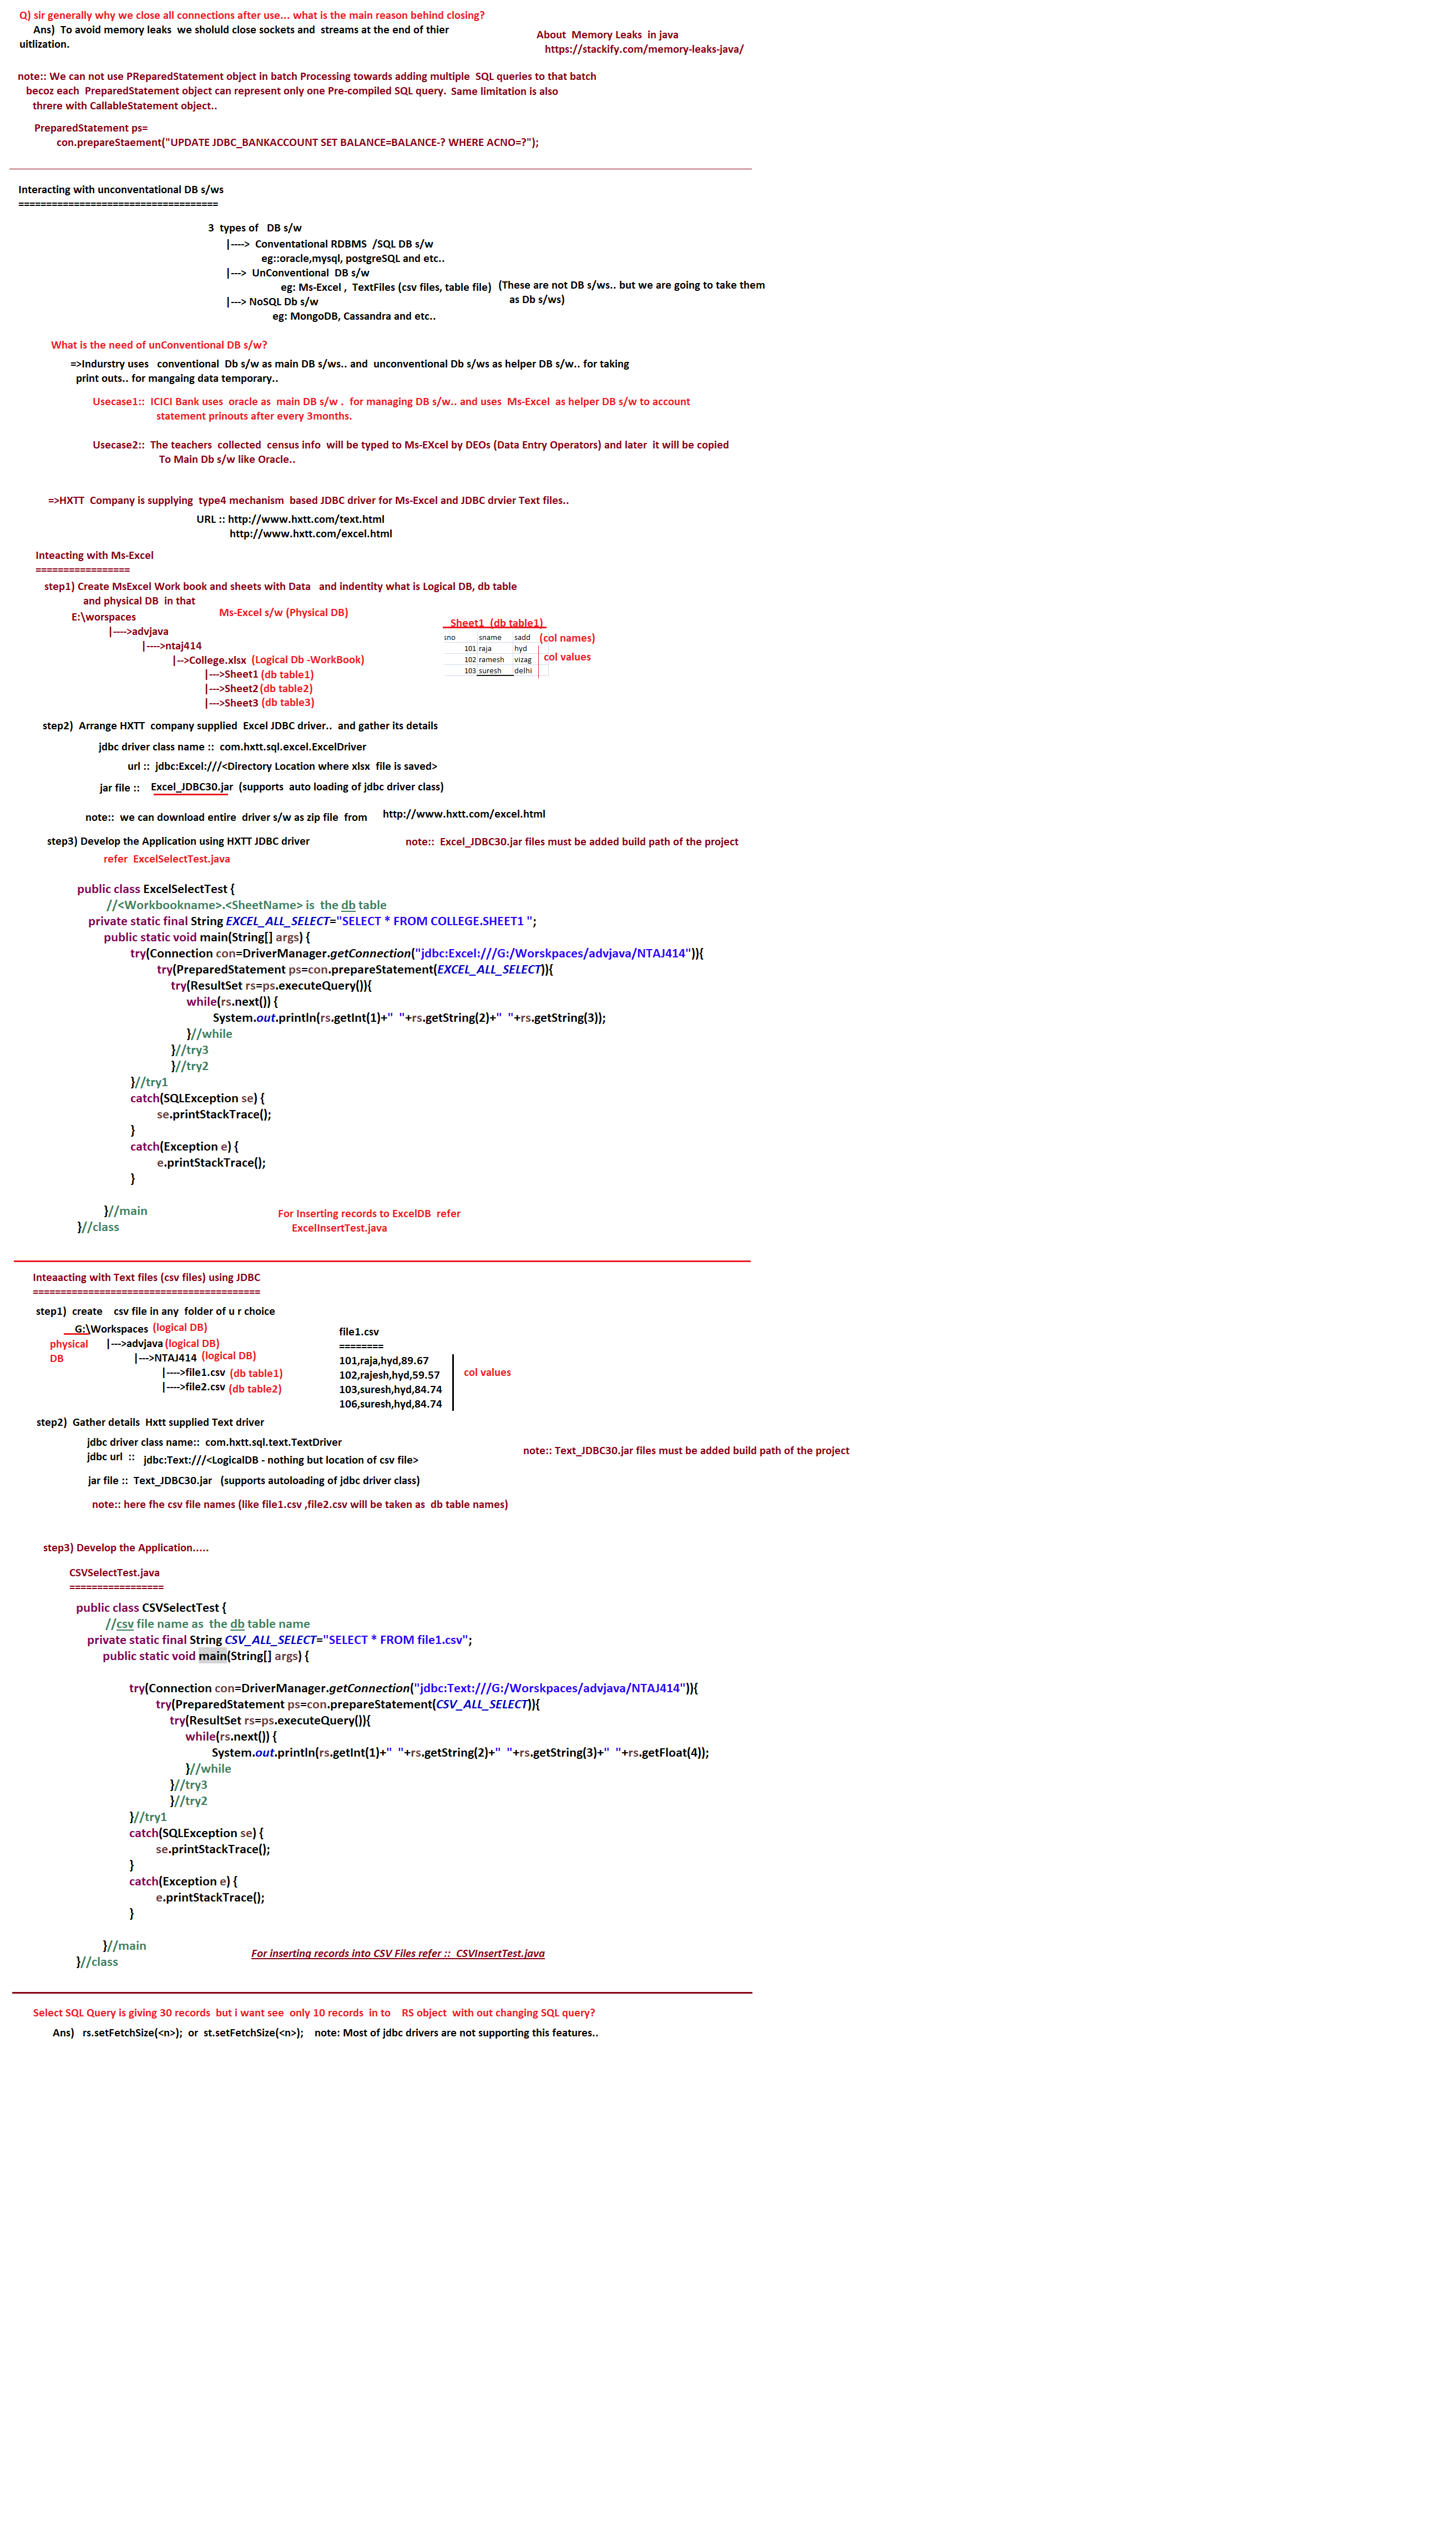 Q) sir generally why we close all connections after use... what is the main reason behind closing?
Ans)  To avoid memory leaks  we sholuld close sockets and  streams at the end of thier
uitlization.
About  Memory Leaks  in java
https://stackify.com/memory-leaks-java/
note:: We can not use PReparedStatement object in batch Processing towards adding multiple  SQL queries to that batch
becoz each  PreparedStatement object can represent only one Pre-compiled SQL query.  Same limitation is also
threre with CallableStatement object..
PreparedStatement ps=
con.prepareStaement("UPDATE JDBC_BANKACCOUNT SET BALANCE=BALANCE-? WHERE ACNO=?");
Interacting with unconventational DB s/ws
====================================
3  types of   DB s/w
|---->  Conventational RDBMS  /SQL DB s/w
eg::oracle,mysql, postgreSQL and etc..
|--->  UnConventional  DB s/w
eg: Ms-Excel ,  TextFiles (csv files, table file)  (These are not DB s/ws.. but we are going to take them
as Db s/ws)
|---> NoSQL Db s/w
eg: MongoDB, Cassandra and etc..
What is the need of unConventional DB s/w?
=>Indurstry uses   conventional  Db s/w as main DB s/ws.. and  unconventional Db s/ws as helper DB s/w.. for taking
print outs.. for mangaing data temporary..
Usecase1::  ICICI Bank uses  oracle as  main DB s/w .  for managing DB s/w.. and uses  Ms-Excel  as helper DB s/w to account
statement prinouts after every 3months.
Usecase2::  The teachers  collected  census info  will be typed to Ms-EXcel by DEOs (Data Entry Operators) and later  it will be copied
To Main Db s/w like Oracle..
=>HXTT  Company is supplying  type4 mechanism  based JDBC driver for Ms-Excel and JDBC drvier Text files..
URL :: http://www.hxtt.com/text.html
http://www.hxtt.com/excel.html
Inteacting with Ms-Excel
=================
step1) Create MsExcel Work book and sheets with Data   and indentity what is Logical DB, db table
and physical DB  in that
Ms-Excel s/w (Physical DB)
E:\worspaces
|---->advjava
|---->ntaj414
|-->College.xlsx  (Logical Db -WorkBook)
|--->Sheet1 (db table1)
|--->Sheet2 (db table2)
|--->Sheet3 (db table3)
Sheet1  (db table1)
sno sname sadd (col names)
101 raja hyd
col values
102 ramesh vizag
103 suresh delhi
step2)  Arrange HXTT  company supplied  Excel JDBC driver..  and gather its details
jdbc driver class name ::  com.hxtt.sql.excel.ExcelDriver
url ::  jdbc:Excel:///<Directory Location where xlsx  file is saved>
jar file ::    Excel_JDBC30.jar  (supports  auto loading of jdbc driver class)
note::  we can download entire  driver s/w as zip file  from     http://www.hxtt.com/excel.html
step3) Develop the Application using HXTT JDBC driver
note::  Excel_JDBC30.jar files must be added build path of the project
refer  ExcelSelectTest.java
public class ExcelSelectTest {
//<Workbookname>.<SheetName> is  the db table
private static final String EXCEL_ALL_SELECT="SELECT * FROM COLLEGE.SHEET1 ";
public static void main(String[] args) {
try(Connection con=DriverManager.getConnection("jdbc:Excel:///G:/Worskpaces/advjava/NTAJ414")){
try(PreparedStatement ps=con.prepareStatement(EXCEL_ALL_SELECT)){
try(ResultSet rs=ps.executeQuery()){
while(rs.next()) {
System.out.println(rs.getInt(1)+"  "+rs.getString(2)+"  "+rs.getString(3));
}//while
}//try3
}//try2
}//try1
catch(SQLException se) {
se.printStackTrace();
}
catch(Exception e) {
e.printStackTrace();
}
}//main
}//class
For Inserting records to ExcelDB  refer
ExcelInsertTest.java
Inteaacting with Text files (csv files) using JDBC
=========================================
step1)  create    csv file in any  folder of u r choice
G:\Workspaces  (logical DB)
physical
DB
|--->advjava (logical DB)
|--->NTAJ414  (logical DB)
|---->file1.csv  (db table1)
|---->file2.csv  (db table2)
file1.csv
========
101,raja,hyd,89.67
102,rajesh,hyd,59.57
103,suresh,hyd,84.74
106,suresh,hyd,84.74
col values
step2)  Gather details  Hxtt supplied Text driver
jdbc driver class name::  com.hxtt.sql.text.TextDriver
jdbc url  ::   jdbc:Text:///<LogicalDB - nothing but location of csv file>
note:: Text_JDBC30.jar files must be added build path of the project
jar file ::  Text_JDBC30.jar   (supports autoloading of jdbc driver class)
note:: here fhe csv file names (like file1.csv ,file2.csv will be taken as  db table names)
step3) Develop the Application.....
CSVSelectTest.java
=================
public class CSVSelectTest {
//csv file name as  the db table name
private static final String CSV_ALL_SELECT="SELECT * FROM file1.csv";
public static void main(String[] args) {
try(Connection con=DriverManager.getConnection("jdbc:Text:///G:/Worskpaces/advjava/NTAJ414")){
try(PreparedStatement ps=con.prepareStatement(CSV_ALL_SELECT)){
try(ResultSet rs=ps.executeQuery()){
while(rs.next()) {
System.out.println(rs.getInt(1)+"  "+rs.getString(2)+"  "+rs.getString(3)+"  "+rs.getFloat(4));
}//while
}//try3
}//try2
}//try1
catch(SQLException se) {
se.printStackTrace();
}
catch(Exception e) {
e.printStackTrace();
}
}//main
}//class
For inserting records into CSV Files refer ::  CSVInsertTest.java
Select SQL Query is giving 30 records  but i want see  only 10 records  in to    RS object  with out changing SQL query?
Ans)   rs.setFetchSize(<n>);  or  st.setFetchSize(<n>);    note: Most of jdbc drivers are not supporting this features..